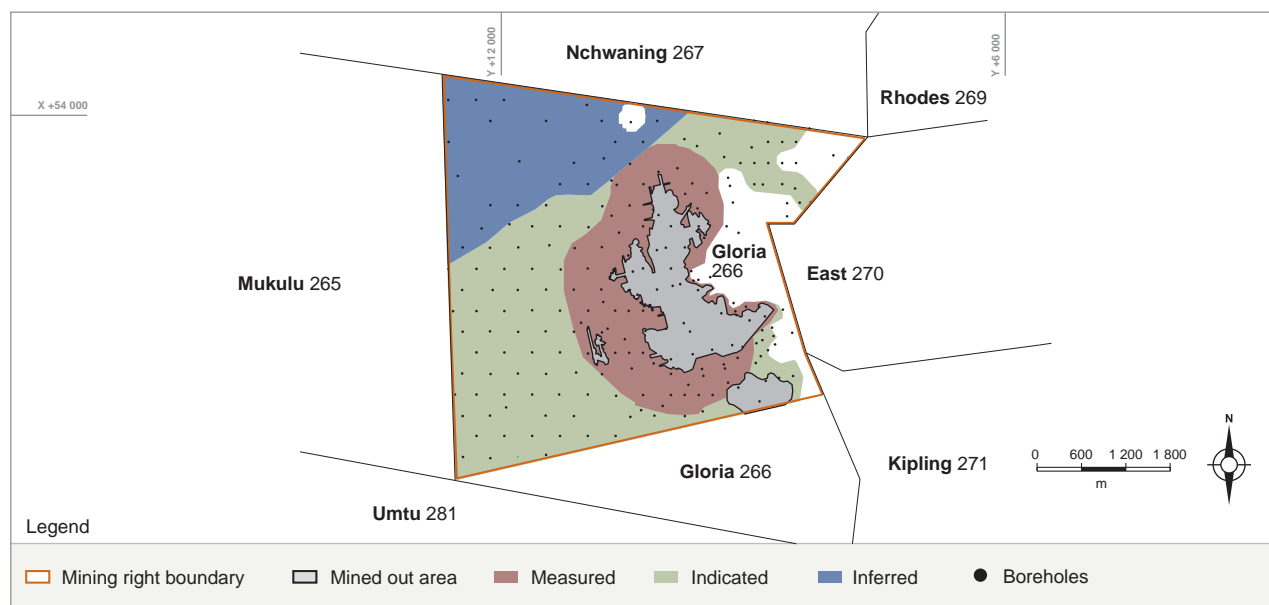 Y +12 000
Y +6 000
X +54 000
Nchwaning 267
Rhodes 269
Gloria
266
Mukulu 265
East 270
Gloria 266
Kipling 271
Umtu 281
N
0 600 1 200 1 800
m
Legend
Mining right boundary Mined out area Measured Indicated Inferred Boreholes